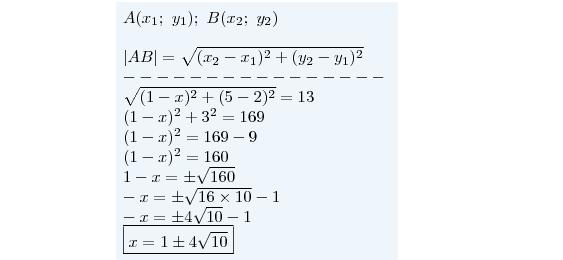 A(x₁; y₁); B(x₂; y₂)
|AB| = √(x₂ − x₁)² + (y₂ − y₁)²
− − − − − − − − − − − − − − − −
√(1 − x)² + (5 − 2)² = 13
(1 − x)² + 3² = 169
(1 − x)² = 169 − 9
(1 − x)² = 160
1 − x = ±√160
− x = ±√16 × 10 − 1
− x = ±4√10 − 1
x = 1 ± 4√10